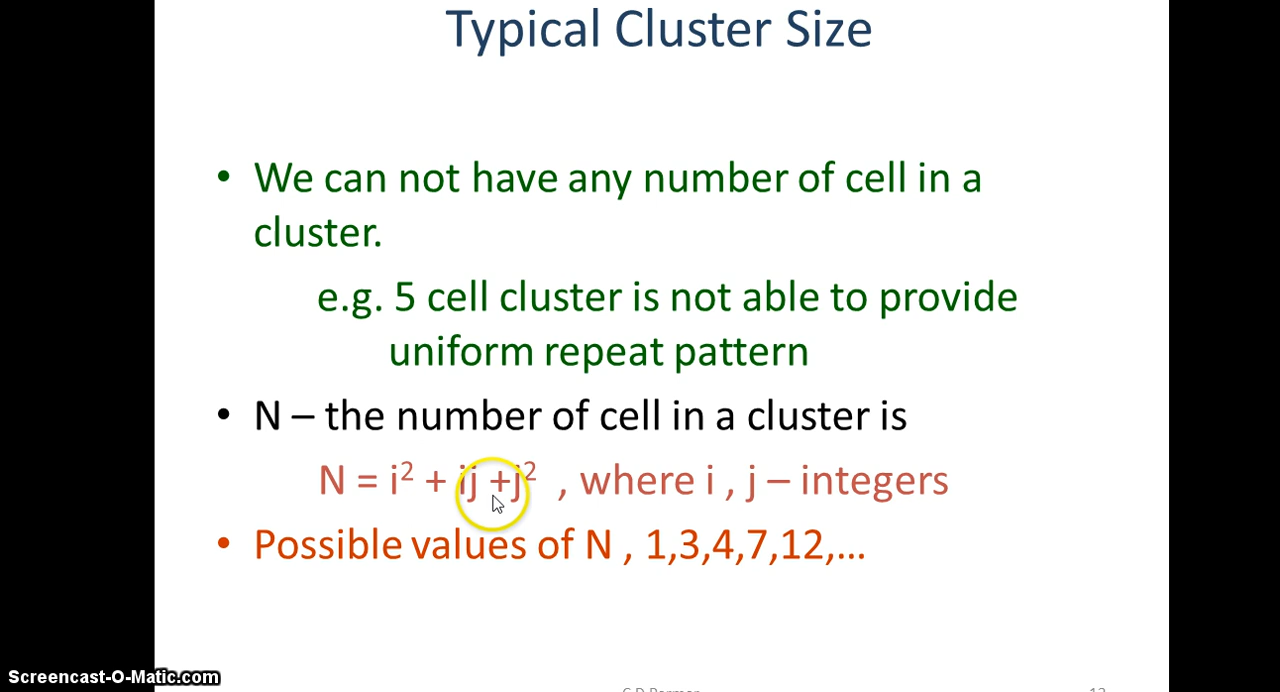 Typical Cluster Size
• We can not have any number of cell in a
cluster.
e.g. 5 cell cluster is not able to provide
uniform repeat pattern
• N – the number of cell in a cluster is
N = i² + ij +j² , where i , j – integers
• Possible values of N , 1,3,4,7,12,...
Screencast-O-Matic.com